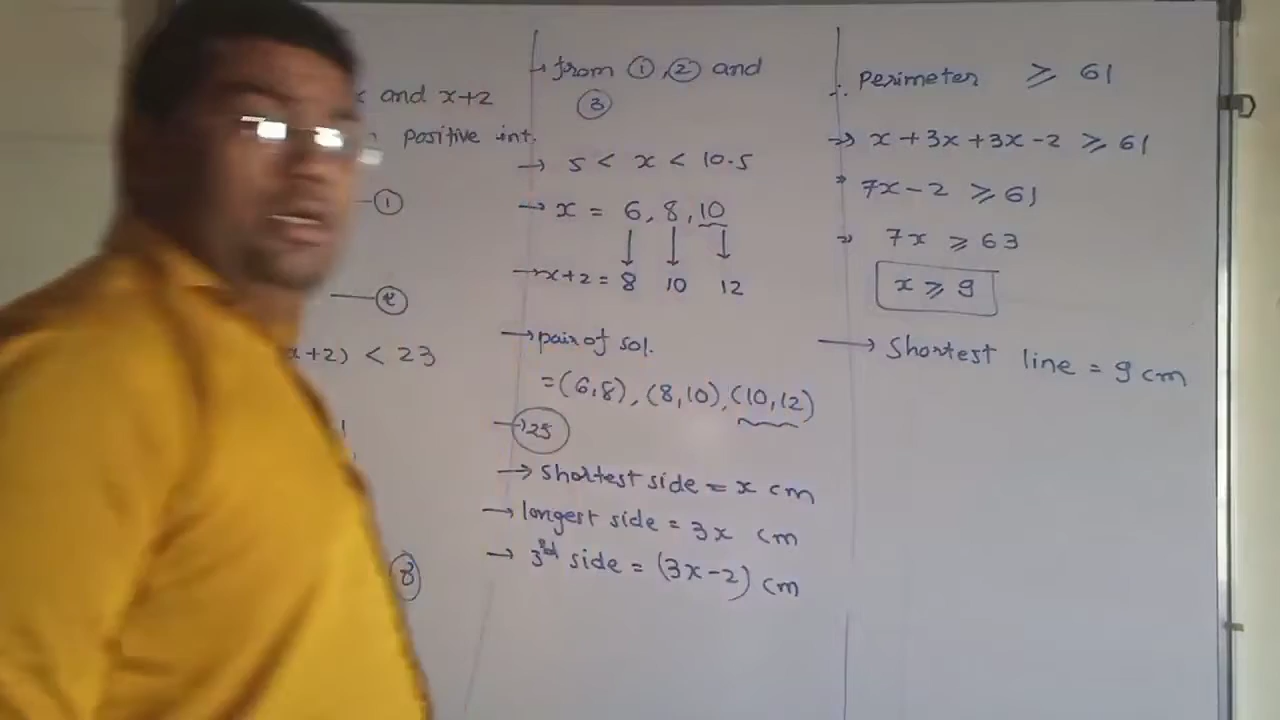 x and x+2
positive int.
①
②
x+2) < 23
8
→ from ①, ② and
③
→ 5 < x < 10.5
→ x = 6, 8, 10
→ x+2 = 8 10 12
→ pair of sol.
= (6,8), (8,10), (10,12)
→ 25
→ shortest side = x cm
→ longest side = 3x cm
→ 3rd side = (3x-2) cm
∴ perimeter ⩾ 61
⇒ x + 3x + 3x - 2 ⩾ 61
⇒ 7x - 2 ⩾ 61
⇒ 7x ⩾ 63
x ⩾ 9
→ Shortest line = 9 cm